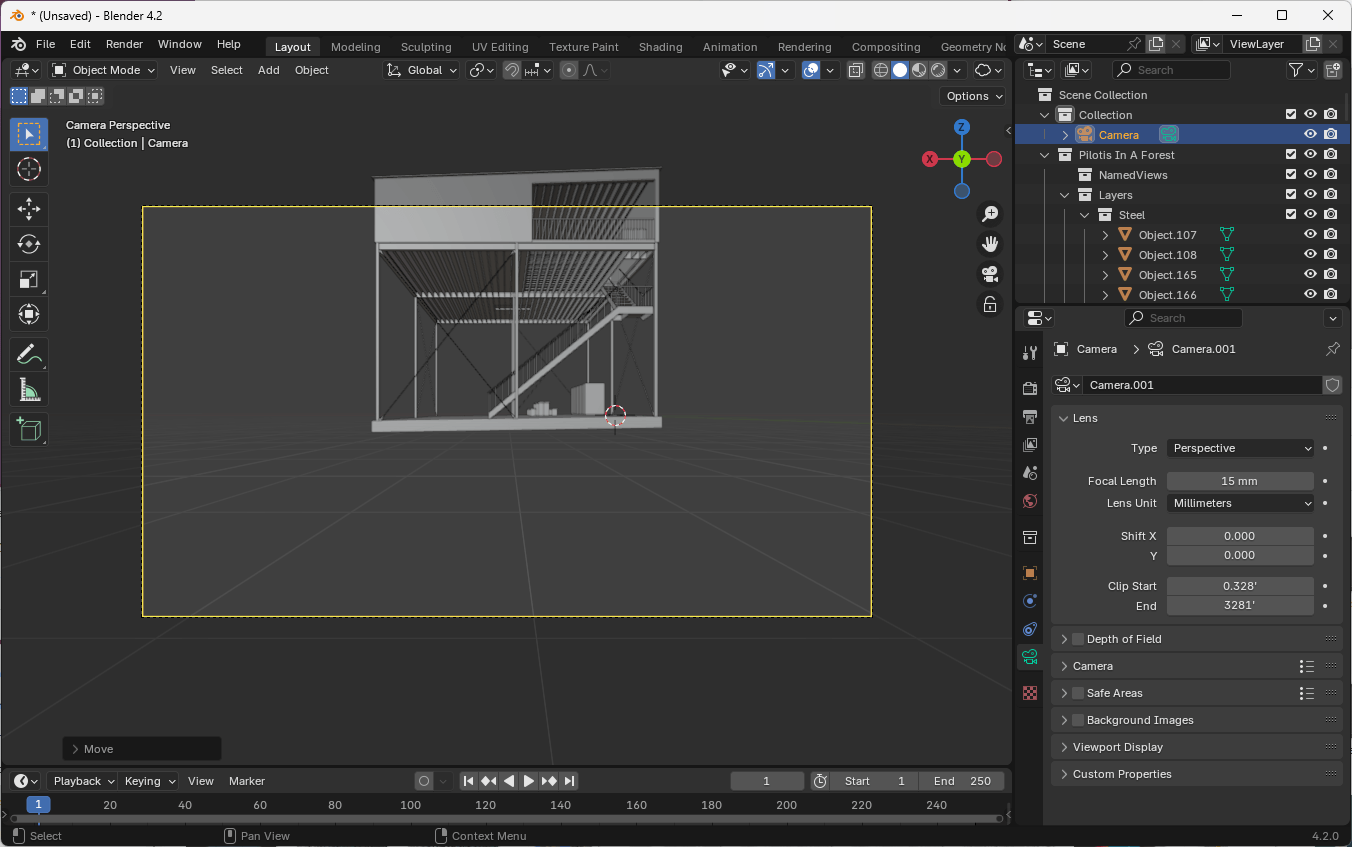 * (Unsaved) - Blender 4.2
File Edit Render Window Help Layout Modeling Sculpting UV Editing Texture Paint Shading Animation Rendering Compositing Geometry No Scene ViewLayer
Object Mode View Select Add Object Global Search
Options
Camera Perspective
(1) Collection | Camera
Z
X
Y
Scene Collection
Collection
Camera
Pilotis In A Forest
NamedViews
Layers
Steel
Object.107
Object.108
Object.165
Object.166
Search
Camera > Camera.001
Camera.001
Lens
Type Perspective
Focal Length 15 mm
Lens Unit Millimeters
Shift X 0.000
Y 0.000
Clip Start 0.328'
End 3281'
Depth of Field
Camera
Safe Areas
Background Images
Viewport Display
Custom Properties
Move
Playback Keying View Marker 1 Start 1 End 250
1 20 40 60 80 100 120 140 160 180 200 220 240
Select Pan View Context Menu 4.2.0